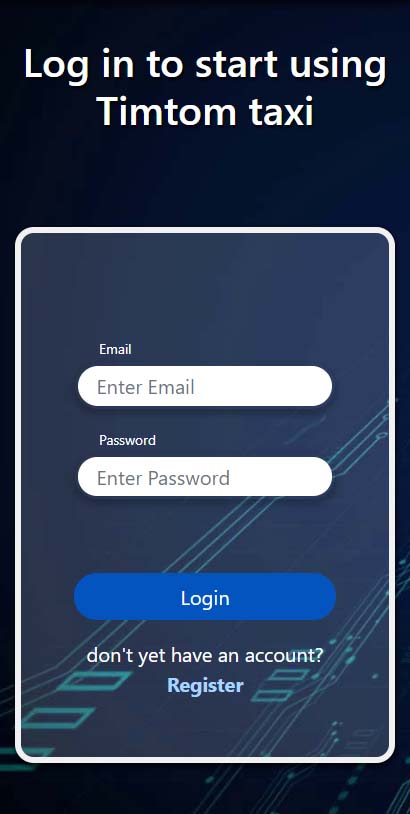 Log in to start using
Timtom taxi
Email
Enter Email
Password
Enter Password
Login
don't yet have an account?
Register